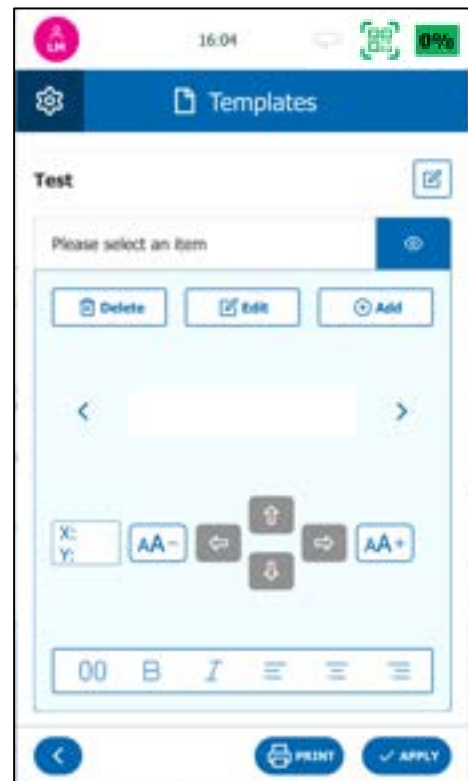 LM 16:04 0%
Templates
Test
Please select an item
Delete Edit Add
X:
Y:
AA- AA+
00 B I
PRINT APPLY